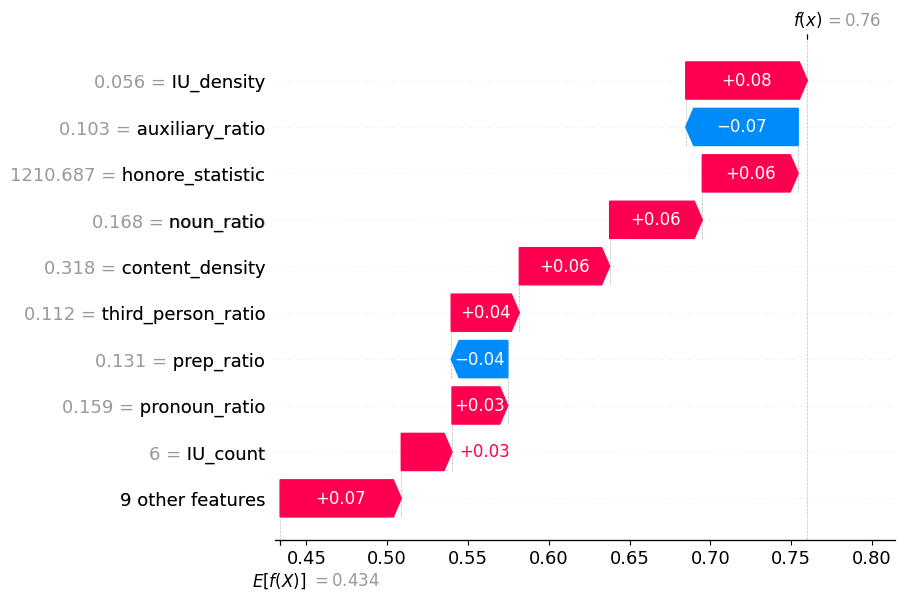 f(x) = 0.76
0.056 = IU_density
+0.08
0.103 = auxiliary_ratio
−0.07
1210.687 = honore_statistic
+0.06
0.168 = noun_ratio
+0.06
0.318 = content_density
+0.06
0.112 = third_person_ratio
+0.04
0.131 = prep_ratio
−0.04
0.159 = pronoun_ratio
+0.03
6 = IU_count
+0.03
9 other features
+0.07
0.45 0.50 0.55 0.60 0.65 0.70 0.75 0.80
E[f(X)] = 0.434